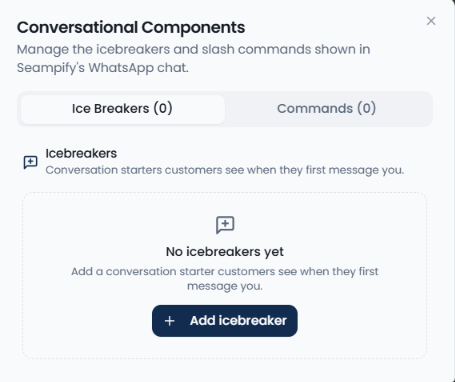 Conversational Components
Manage the icebreakers and slash commands shown in
Seampify's WhatsApp chat.
Ice Breakers (0)
Commands (0)
Icebreakers
Conversation starters customers see when they first message you.
No icebreakers yet
Add a conversation starter customers see when they first
message you.
+ Add icebreaker